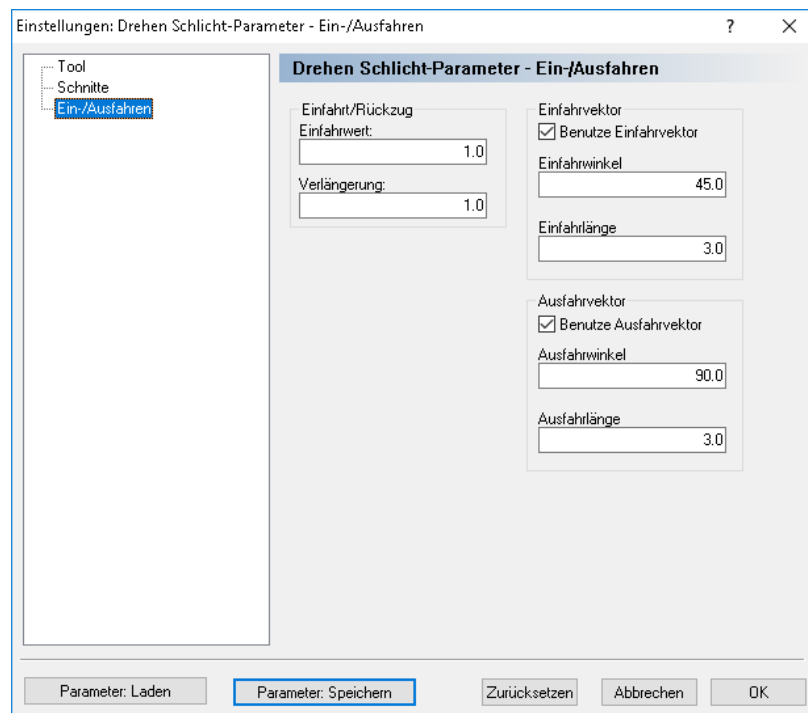 Einstellungen: Drehen Schlicht-Parameter - Ein-/Ausfahren
?
Tool
Schnitte
Ein-/Ausfahren
Drehen Schlicht-Parameter - Ein-/Ausfahren
Einfahrt/Rückzug
Einfahrwert:
1.0
Verlängerung:
1.0
Einfahrvektor
Benutze Einfahrvektor
Einfahrwinkel
45.0
Einfahrlänge
3.0
Ausfahrvektor
Benutze Ausfahrvektor
Ausfahrwinkel
90.0
Ausfahrlänge
3.0
Parameter: Laden
Parameter: Speichern
Zurücksetzen
Abbrechen
OK